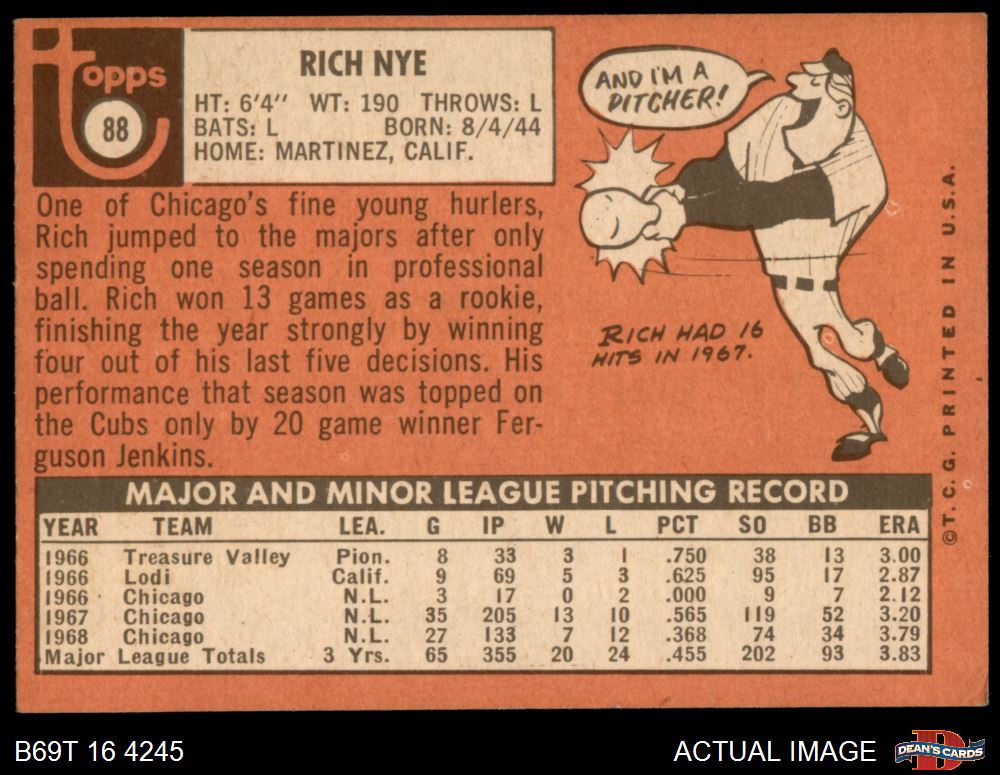 topps
88
RICH NYE
HT: 6'4" WT: 190 THROWS: L
BATS: L BORN: 8/4/44
HOME: MARTINEZ, CALIF.
One of Chicago's fine young hurlers,
Rich jumped to the majors after only
spending one season in professional
ball. Rich won 13 games as a rookie,
finishing the year strongly by winning
four out of his last five decisions. His
performance that season was topped on
the Cubs only by 20 game winner Fer-
guson Jenkins.
AND I'M A
PITCHER!
RICH HAD 16
HITS IN 1967.
©T.C.G. PRINTED IN U.S.A.
MAJOR AND MINOR LEAGUE PITCHING RECORD
YEAR TEAM LEA. G IP W L PCT SO BB ERA
1966 Treasure Valley Pion. 8 33 3 1 .750 38 13 3.00
1966 Lodi Calif. 9 69 5 3 .625 95 17 2.87
1966 Chicago N.L. 3 17 0 2 .000 9 7 2.12
1967 Chicago N.L. 35 205 13 10 .565 119 52 3.20
1968 Chicago N.L. 27 133 7 12 .368 74 34 3.79
Major League Totals 3 Yrs. 65 355 20 24 .455 202 93 3.83
B69T 16 4245
ACTUAL IMAGE
DEAN'S CARDS